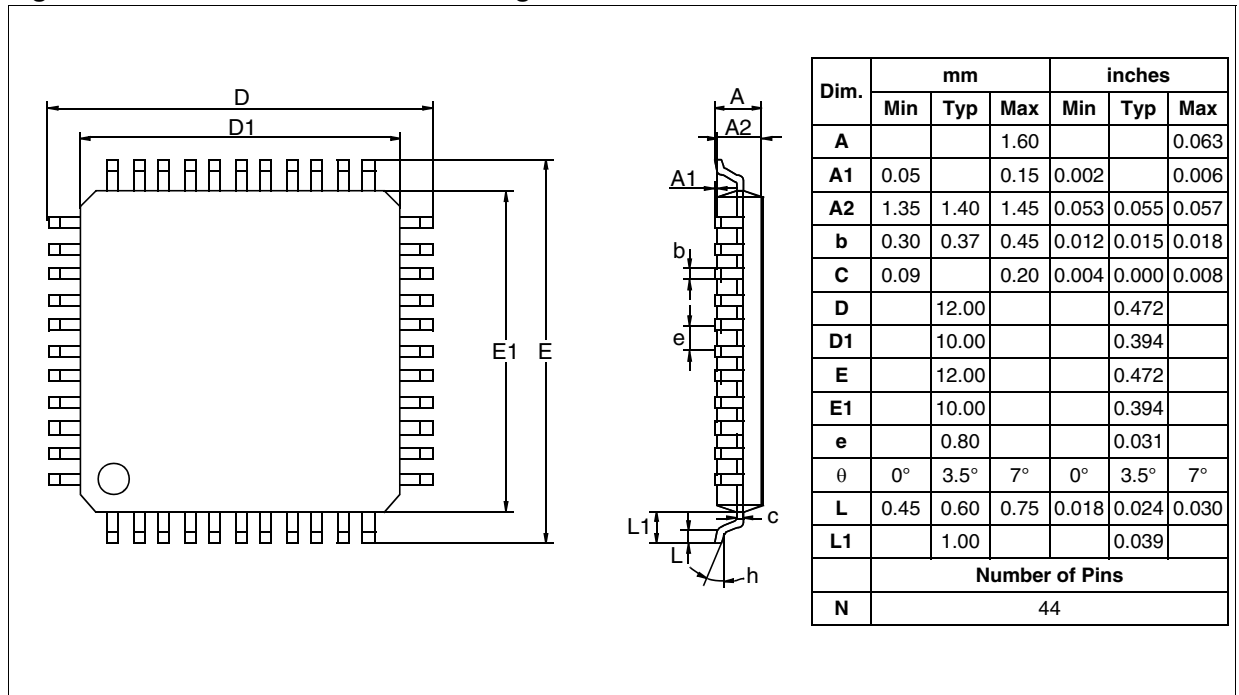 D
D1
E1 E
A
A2
A1
b
e
c
L1
L
h
Dim. mm inches
Min Typ Max Min Typ Max
A 1.60 0.063
A1 0.05 0.15 0.002 0.006
A2 1.35 1.40 1.45 0.053 0.055 0.057
b 0.30 0.37 0.45 0.012 0.015 0.018
C 0.09 0.20 0.004 0.000 0.008
D 12.00 0.472
D1 10.00 0.394
E 12.00 0.472
E1 10.00 0.394
e 0.80 0.031
θ 0° 3.5° 7° 0° 3.5° 7°
L 0.45 0.60 0.75 0.018 0.024 0.030
L1 1.00 0.039
Number of Pins
N 44